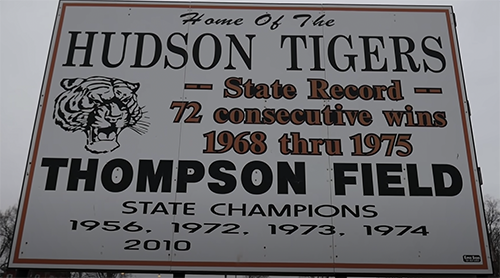 Home Of The
HUDSON TIGERS
-- State Record --
72 consecutive wins
1968 thru 1975
THOMPSON FIELD
STATE CHAMPIONS
1956, 1972, 1973, 1974
2010